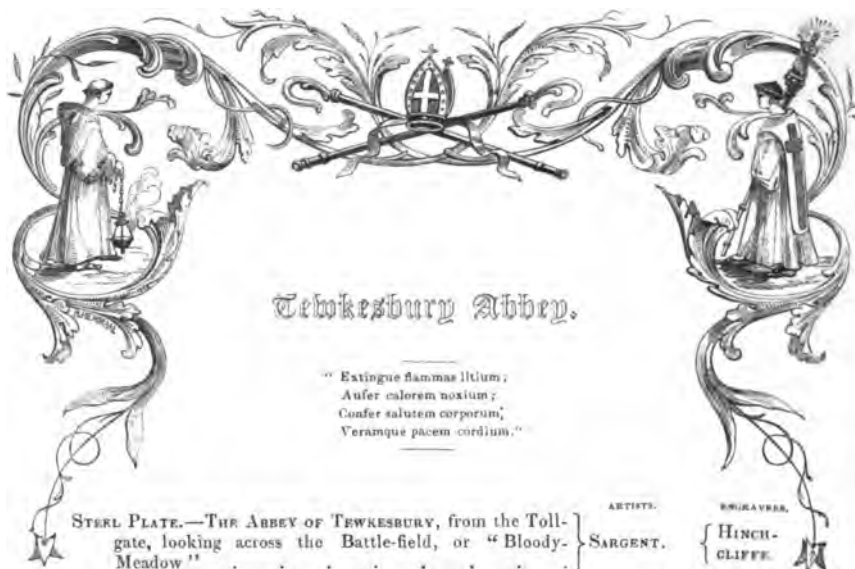 Tewkesbury Abbey.
" Extingue flammas litium ;
Aufer calorem noxium ;
Confer salutem corporum ;
Veramque pacem cordium."
ARTISTS. ENGRAVERS.
STEEL PLATE.—THE ABBEY OF TEWKESBURY, from the Toll-
gate, looking across the Battle-field, or " Bloody- SARGENT. HINCH-
Meadow " CLIFFE.